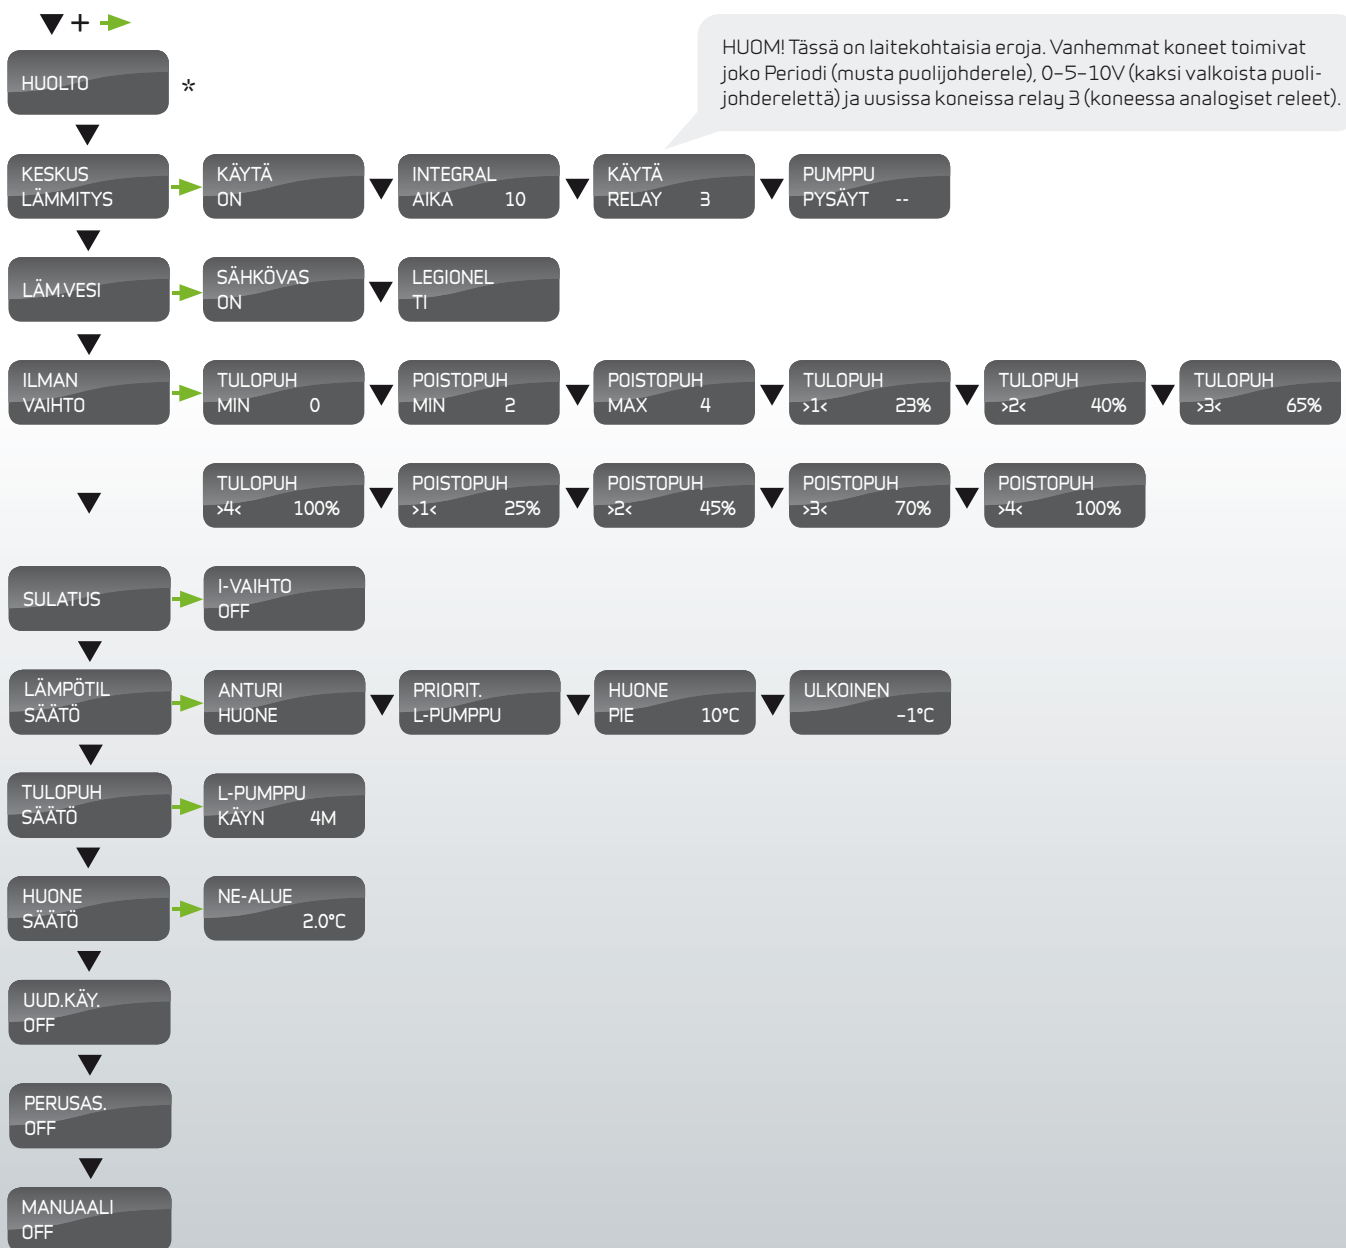 +
HUOM! Tässä on laitekohtaisia eroja. Vanhemmat koneet toimivat
joko Periodi (musta puolijohderele), 0–5–10V (kaksi valkoista puoli-
johderelettä) ja uusissa koneissa relay 3 (koneessa analogiset releet).
HUOLTO
*
KESKUS
LÄMMITYS
KÄYTÄ
ON
INTEGRAL
AIKA 10
KÄYTÄ
RELAY 3
PUMPPU
PYSÄYT --
LÄM.VESI
SÄHKÖVAS
ON
LEGIONEL
TI
ILMAN
VAIHTO
TULOPUH
MIN 0
POISTOPUH
MIN 2
POISTOPUH
MAX 4
TULOPUH
>1< 23%
TULOPUH
>2< 40%
TULOPUH
>3< 65%
TULOPUH
>4< 100%
POISTOPUH
>1< 25%
POISTOPUH
>2< 45%
POISTOPUH
>3< 70%
POISTOPUH
>4< 100%
SULATUS
I-VAIHTO
OFF
LÄMPÖTIL
SÄÄTÖ
ANTURI
HUONE
PRIORIT.
L-PUMPPU
HUONE
PIE 10°C
ULKOINEN
–1°C
TULOPUH
SÄÄTÖ
L-PUMPPU
KÄYN 4M
HUONE
SÄÄTÖ
NE-ALUE
2.0°C
UUD.KÄY.
OFF
PERUSAS.
OFF
MANUAALI
OFF